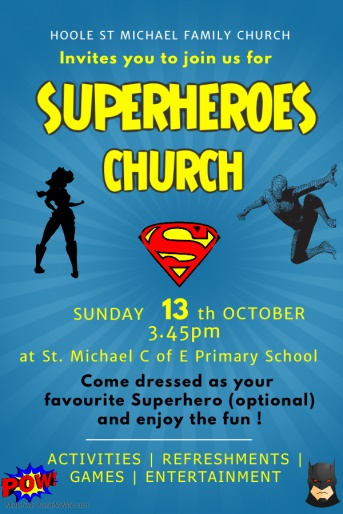 HOOLE ST MICHAEL FAMILY CHURCH
Invites you to join us for
SUPERHEROES
CHURCH
S
SUNDAY 13 th OCTOBER
3.45pm
at St. Michael C of E Primary School
Come dressed as your
favourite Superhero (optional)
and enjoy the fun !
ACTIVITIES | REFRESHMENTS |
GAMES | ENTERTAINMENT
POW!